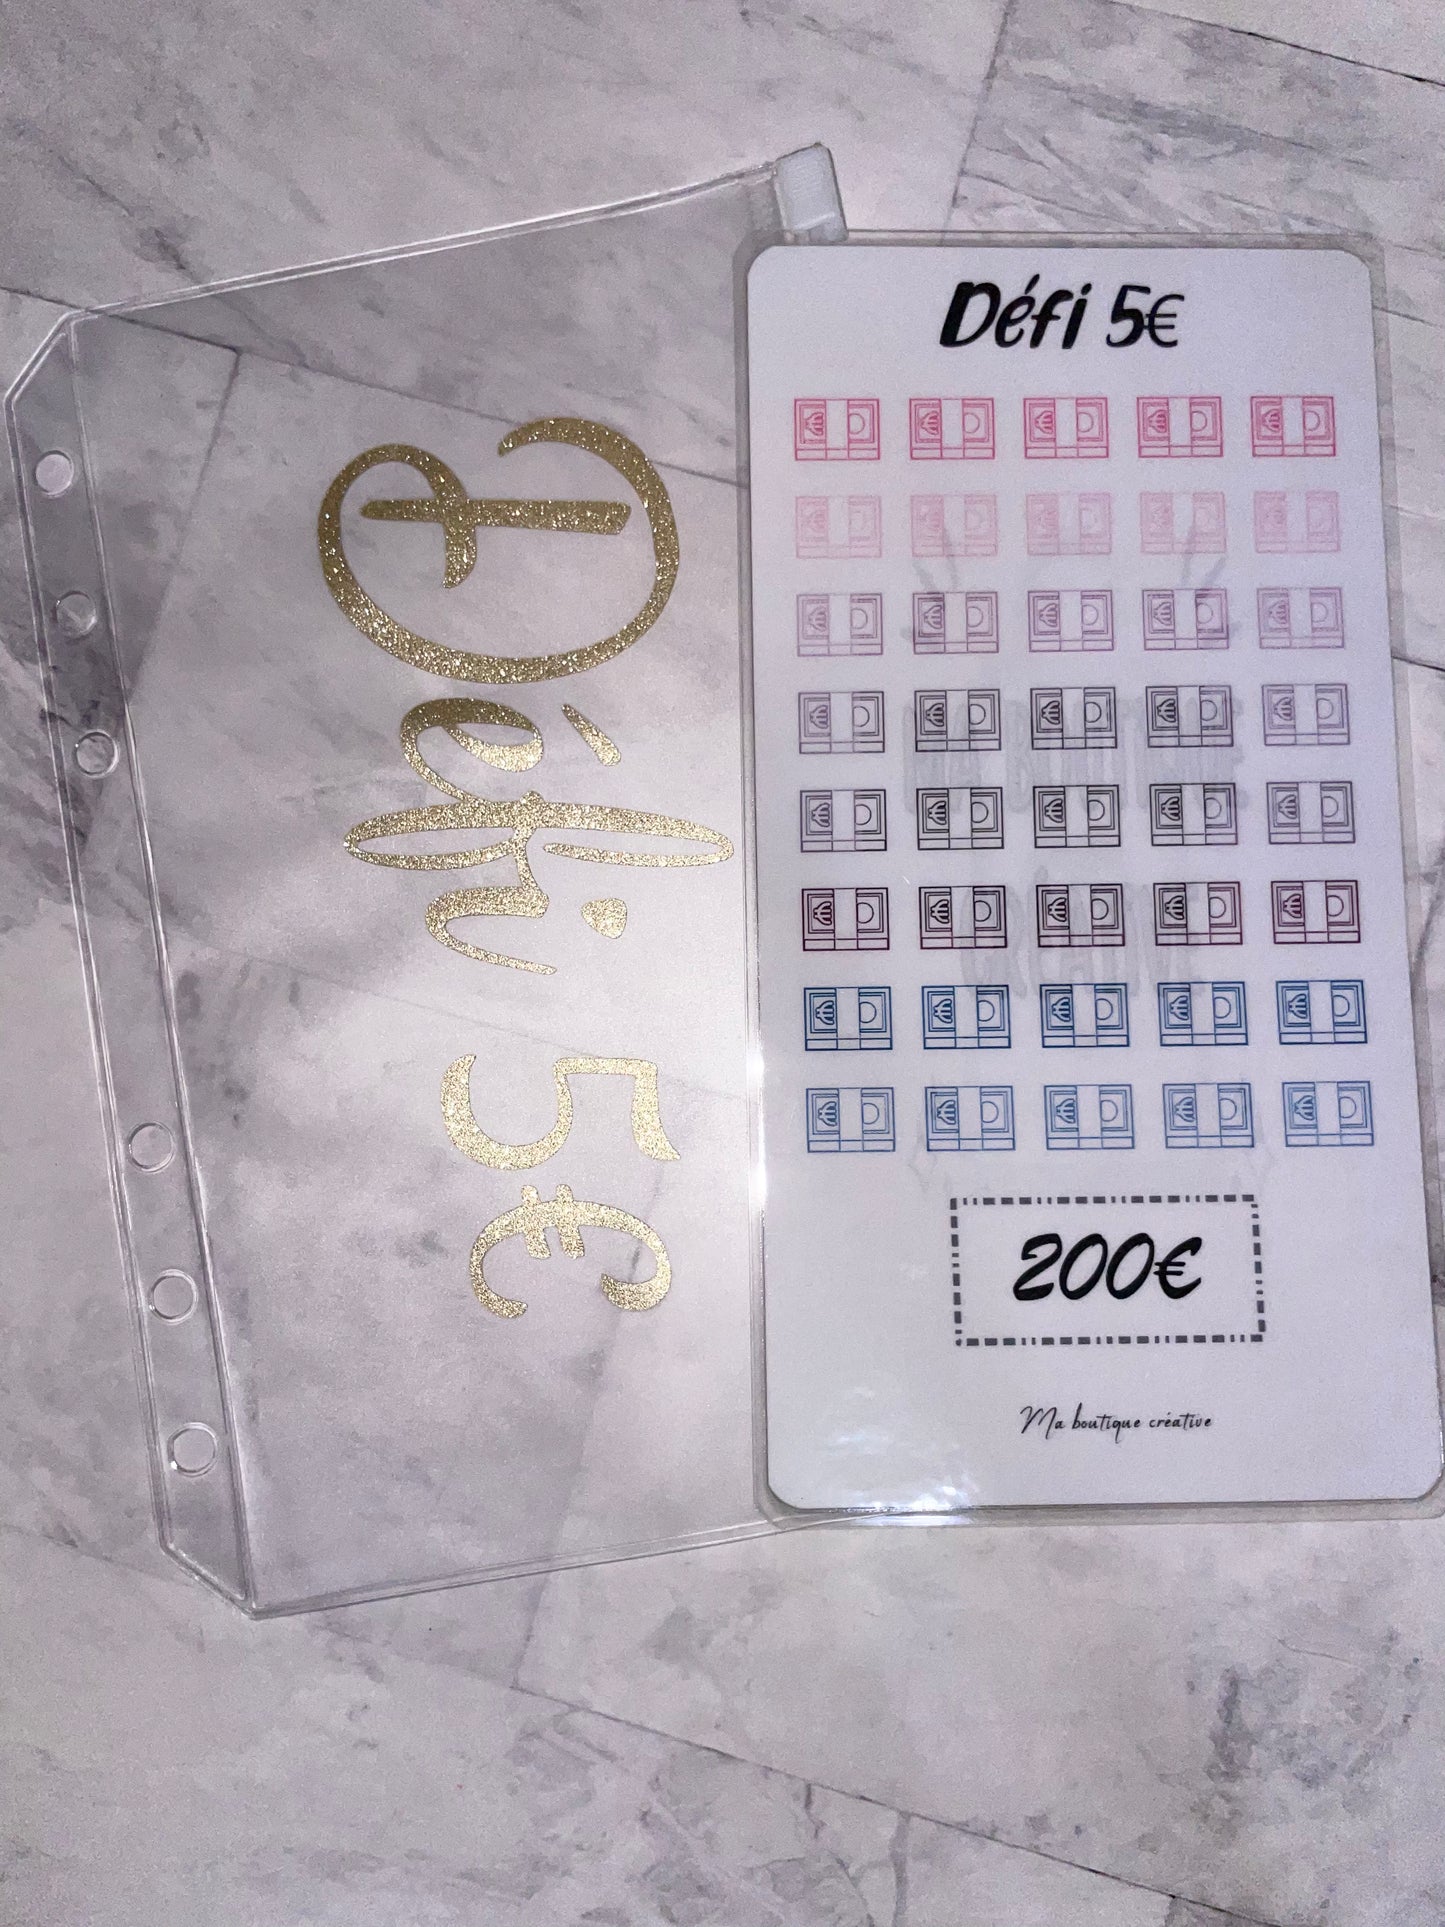 Défi 5€
Défi 5€
200€
Ma boutique créative